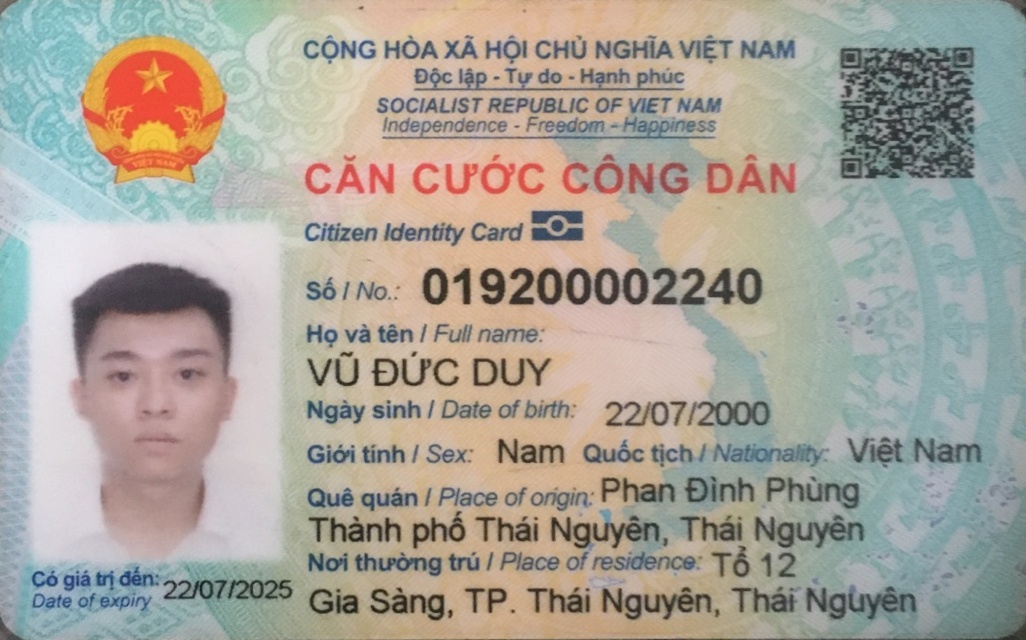 CỘNG HÒA XÃ HỘI CHỦ NGHĨA VIỆT NAM
Độc lập - Tự do - Hạnh phúc
SOCIALIST REPUBLIC OF VIET NAM
Independence - Freedom - Happiness
CĂN CƯỚC CÔNG DÂN
Citizen Identity Card
Số / No.: 019200002240
Họ và tên / Full name:
VŨ ĐỨC DUY
Ngày sinh / Date of birth: 22/07/2000
Giới tính / Sex: Nam Quốc tịch / Nationality: Việt Nam
Quê quán / Place of origin: Phan Đình Phùng
Thành phố Thái Nguyên, Thái Nguyên
Nơi thường trú / Place of residence: Tổ 12
Gia Sàng, TP. Thái Nguyên, Thái Nguyên
Có giá trị đến: 22/07/2025
Date of expiry
VIỆT NAM